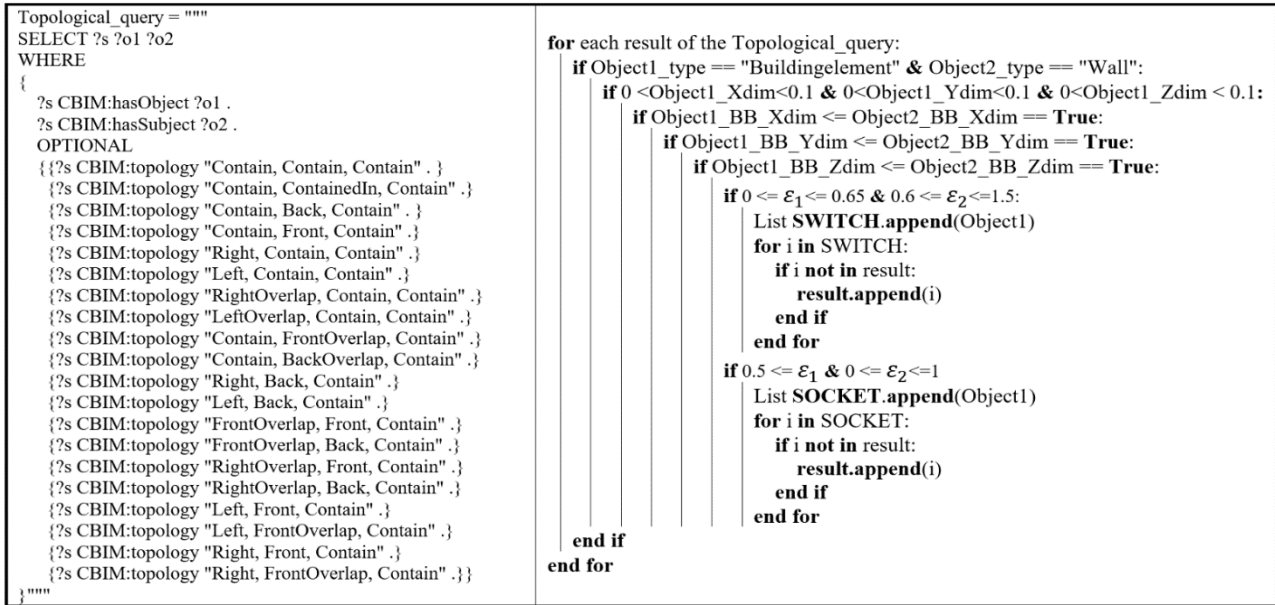 Topological_query = """
SELECT ?s ?o1 ?o2
WHERE
{
?s CBIM:hasObject ?o1 .
?s CBIM:hasSubject ?o2 .
OPTIONAL
{{?s CBIM:topology "Contain, Contain, Contain" . }
{?s CBIM:topology "Contain, ContainedIn, Contain" .}
{?s CBIM:topology "Contain, Back, Contain" . }
{?s CBIM:topology "Contain, Front, Contain" .}
{?s CBIM:topology "Right, Contain, Contain" .}
{?s CBIM:topology "Left, Contain, Contain" .}
{?s CBIM:topology "RightOverlap, Contain, Contain" .}
{?s CBIM:topology "LeftOverlap, Contain, Contain" .}
{?s CBIM:topology "Contain, FrontOverlap, Contain" .}
{?s CBIM:topology "Contain, BackOverlap, Contain" .}
{?s CBIM:topology "Right, Back, Contain" .}
{?s CBIM:topology "Left, Back, Contain" .}
{?s CBIM:topology "FrontOverlap, Front, Contain" .}
{?s CBIM:topology "FrontOverlap, Back, Contain" .}
{?s CBIM:topology "RightOverlap, Front, Contain" .}
{?s CBIM:topology "RightOverlap, Back, Contain" .}
{?s CBIM:topology "Left, Front, Contain" .}
{?s CBIM:topology "Left, FrontOverlap, Contain" .}
{?s CBIM:topology "Right, Front, Contain" .}
{?s CBIM:topology "Right, FrontOverlap, Contain" .}}
}"""
for each result of the Topological_query:
if Object1_type == "Buildingelement" & Object2_type == "Wall":
if 0 <Object1_Xdim<0.1 & 0<Object1_Ydim<0.1 & 0<Object1_Zdim < 0.1:
if Object1_BB_Xdim <= Object2_BB_Xdim == True:
if Object1_BB_Ydim <= Object2_BB_Ydim == True:
if Object1_BB_Zdim <= Object2_BB_Zdim == True:
if 0 <= ε₁<= 0.65 & 0.6 <= ε₂<=1.5:
List SWITCH.append(Object1)
for i in SWITCH:
if i not in result:
result.append(i)
end if
end for
if 0.5 <= ε₁ & 0 <= ε₂<=1
List SOCKET.append(Object1)
for i in SOCKET:
if i not in result:
result.append(i)
end if
end for
end if
end for